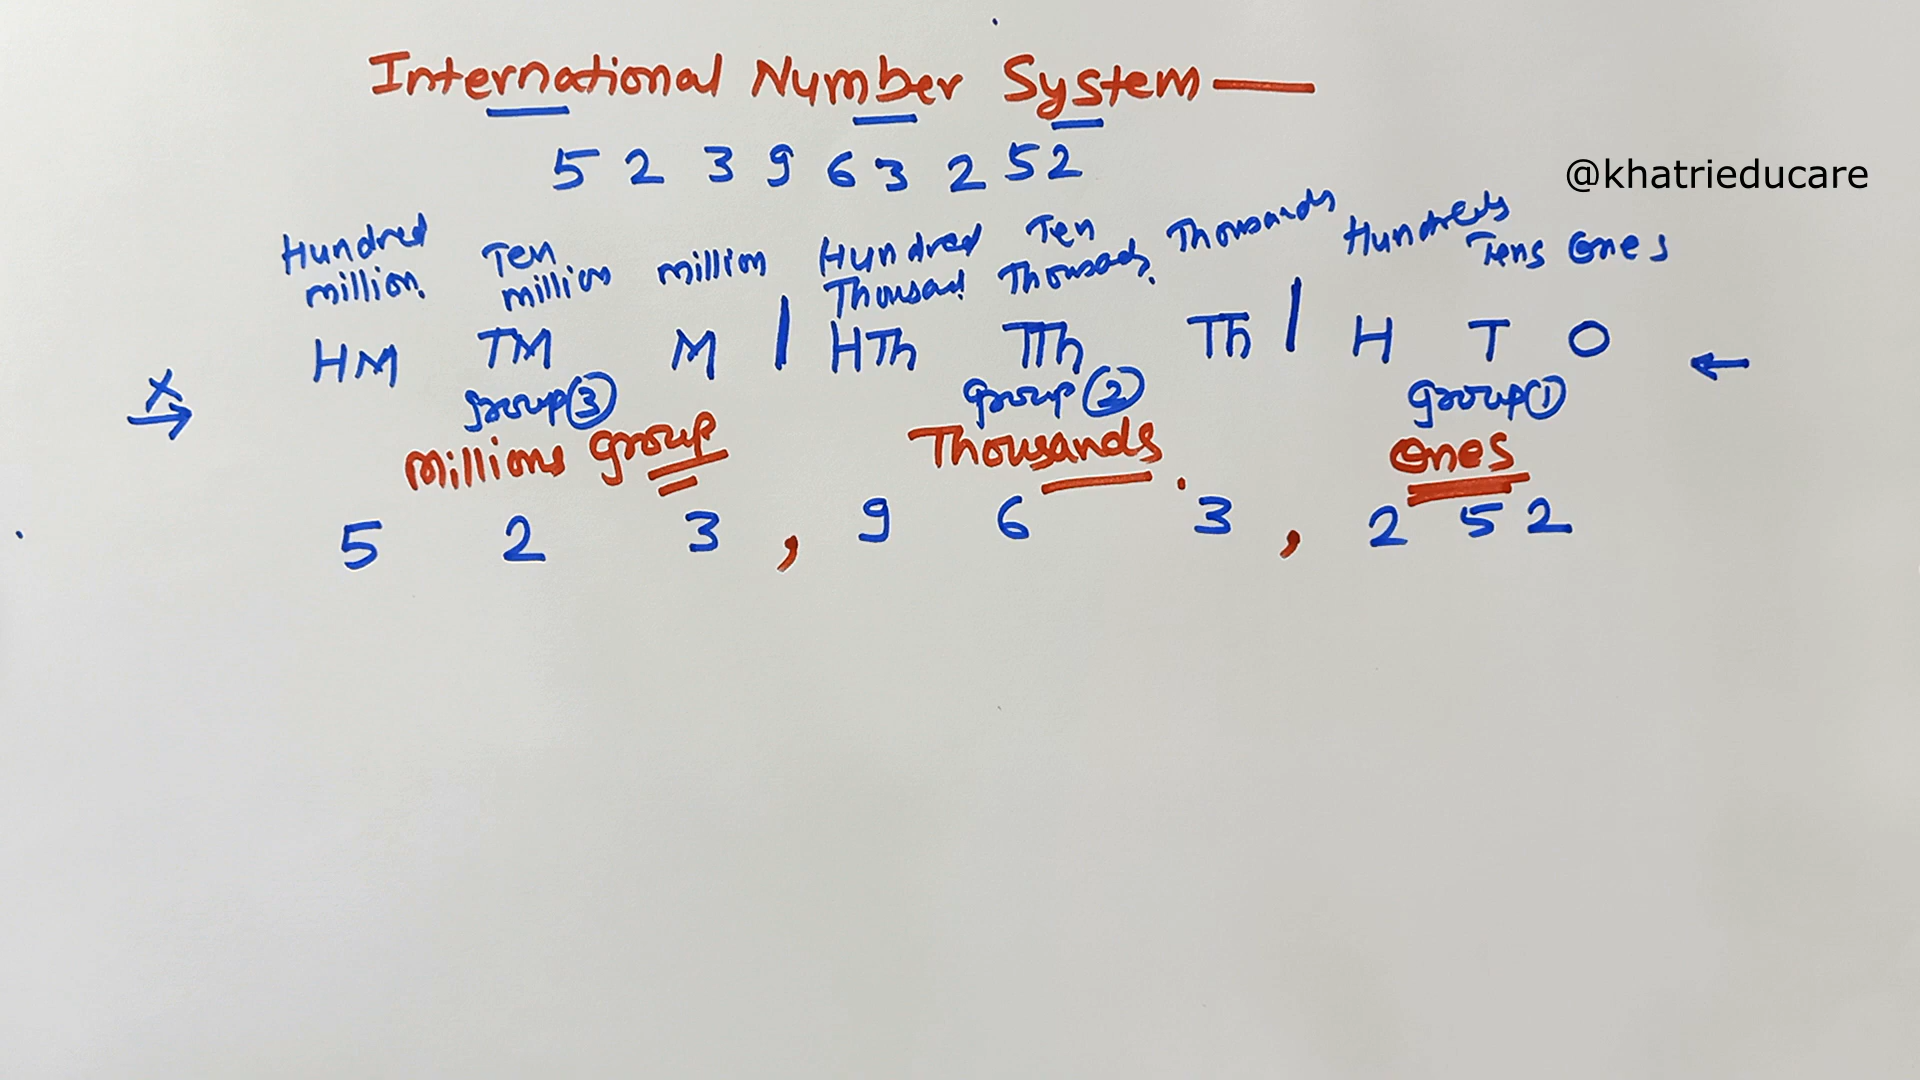 International Number System —
5 2 3 9 6 3 2 5 2
@khatrieducare
Hundred million. Ten million million Hundred Thousad Ten Thousads. Thousands Hundreds Tens Ones
HM TM M | HTh TTh Th | H T O
x → ←
group ③ group ② group ①
Millions group Thousands. Ones
5 2 3 , 9 6 3 , 2 5 2